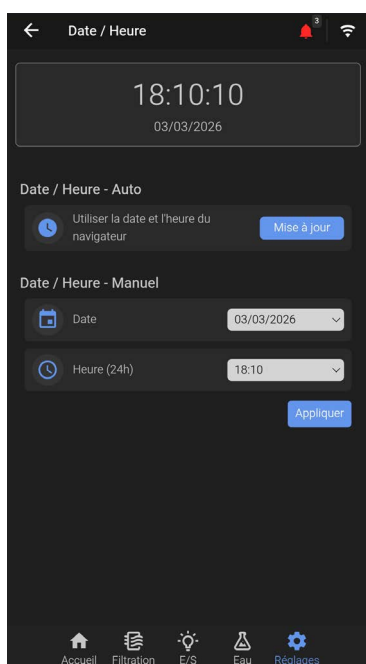 Date / Heure
3
18:10:10
03/03/2026
Date / Heure - Auto
Utiliser la date et l'heure du
navigateur
Mise à jour
Date / Heure - Manuel
Date
03/03/2026
Heure (24h)
18:10
Appliquer
Accueil
Filtration
E/S
Eau
Réglages